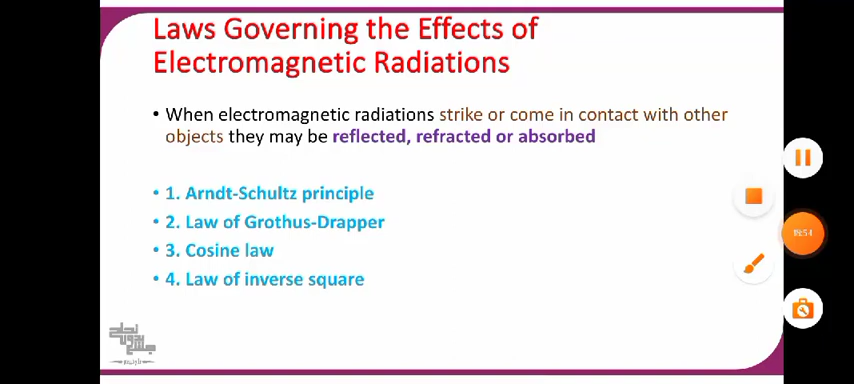 Laws Governing the Effects of
Electromagnetic Radiations
• When electromagnetic radiations strike or come in contact with other
objects they may be reflected, refracted or absorbed
• 1. Arndt-Schultz principle
• 2. Law of Grothus-Drapper
• 3. Cosine law
• 4. Law of inverse square